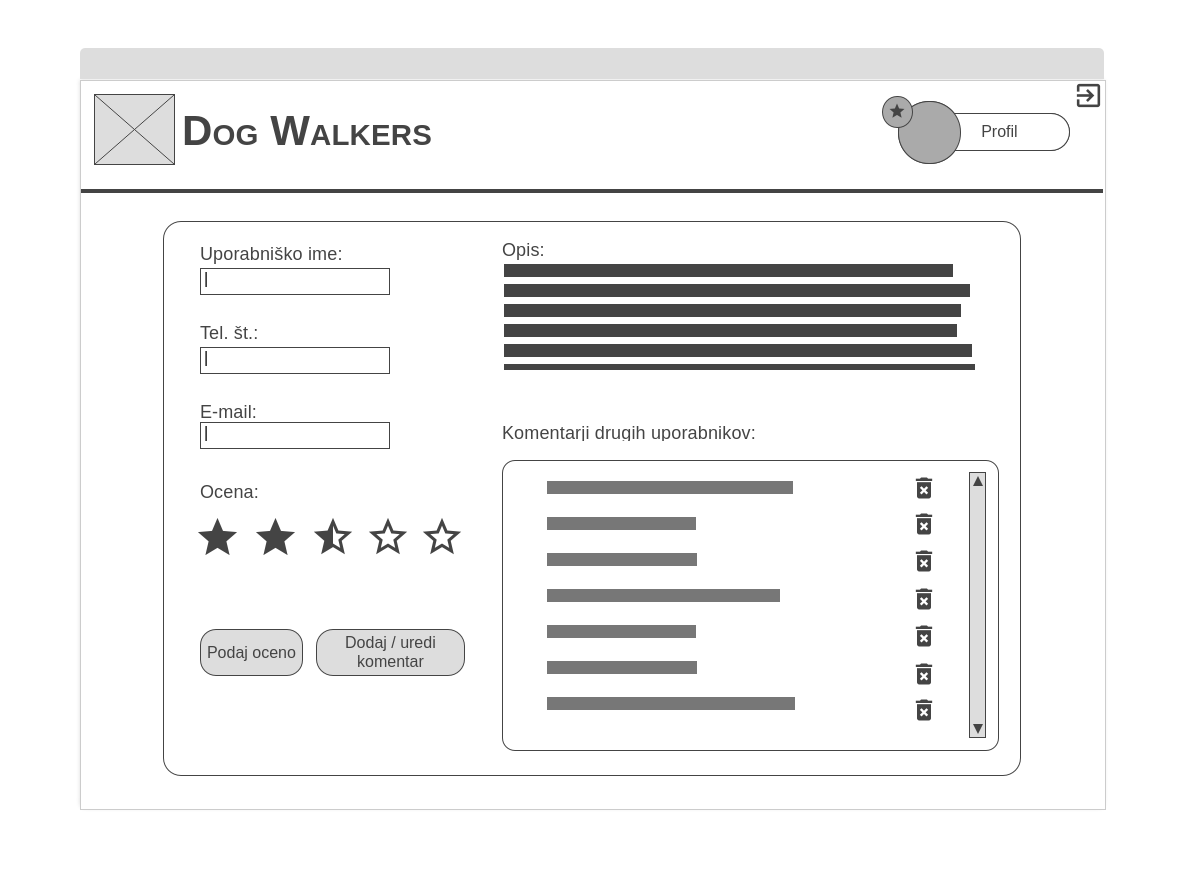 Dog Walkers
Profil
Uporabniško ime:
Tel. št.:
E-mail:
Ocena:
Podaj oceno
Dodaj / uredi
komentar
Opis:
Komentarji drugih uporabnikov: